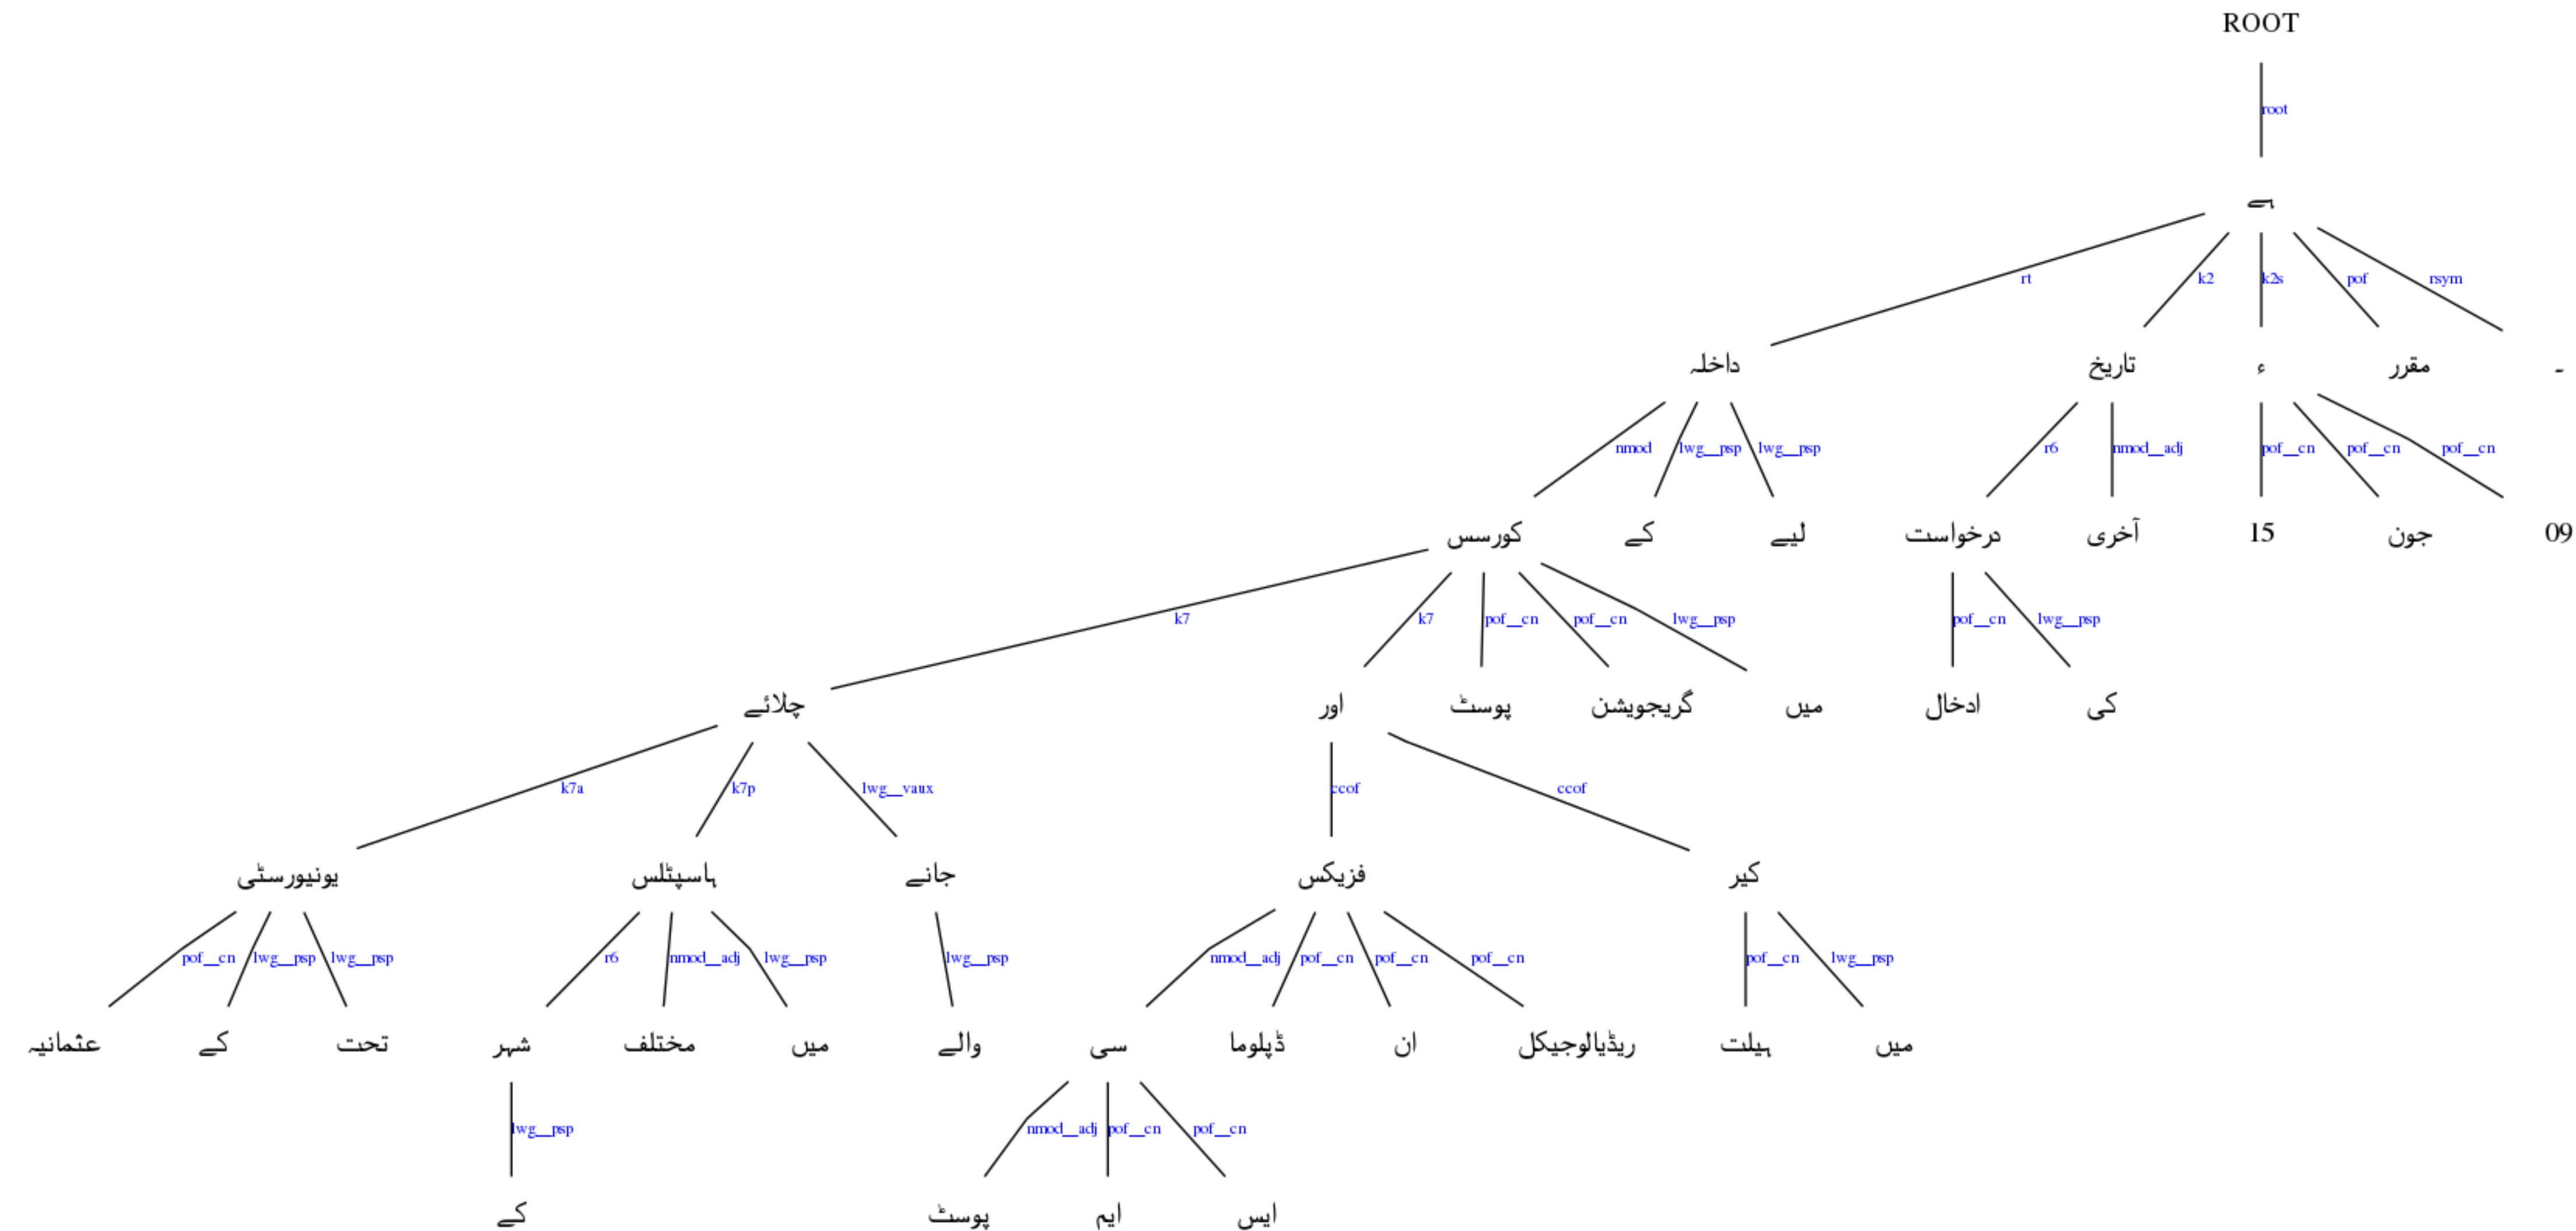 ROOT
root
ہے
rt k2 k2s pof rsym
داخلہ تاریخ ء مقرر ۔
nmod lwg__psp lwg__psp r6 nmod__adj pof__cn pof__cn pof__cn
کورسس کے لیے درخواست آخری 15 جون 09
k7 k7 pof__cn pof__cn lwg__psp pof__cn lwg__psp
چلائے اور پوسٹ گریجویشن میں ادخال کی
k7a k7p lwg__vaux ccof ccof
یونیورسٹی ہاسپٹلس جانے فزیکس کیر
pof__cn lwg__psp lwg__psp r6 nmod__adj lwg__psp lwg__psp nmod__adj pof__cn pof__cn pof__cn pof__cn lwg__psp
عثمانیہ کے تحت شہر مختلف میں والے سی ڈپلوما ان ریڈیالوجیکل ہیلت میں
lwg__psp nmod__adj pof__cn pof__cn
کے پوسٹ ایم ایس